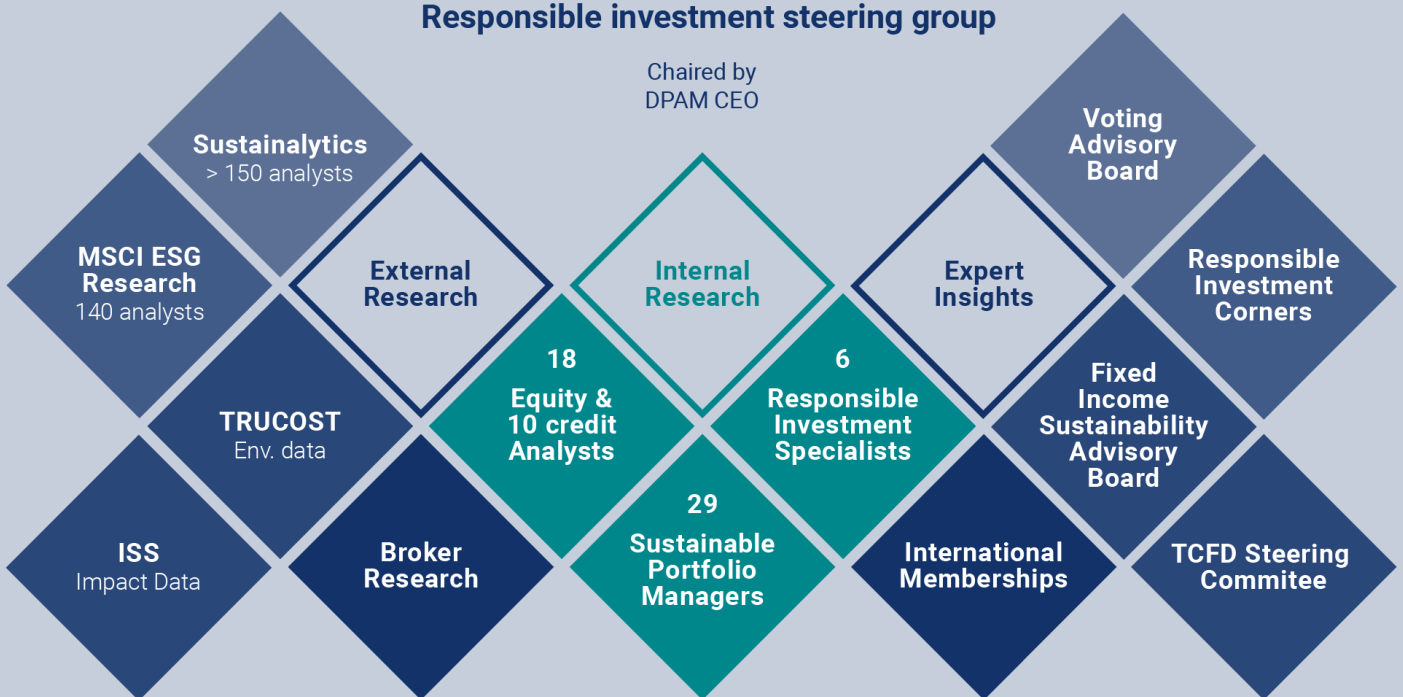 Responsible investment steering group
Chaired by
DPAM CEO
Sustainalytics
> 150 analysts
Voting
Advisory
Board
MSCI ESG
Research
140 analysts
External
Research
Internal
Research
Expert
Insights
Responsible
Investment
Corners
TRUCOST
Env. data
18
Equity &
10 credit
Analysts
6
Responsible
Investment
Specialists
Fixed
Income
Sustainability
Advisory
Board
ISS
Impact Data
Broker
Research
29
Sustainable
Portfolio
Managers
International
Memberships
TCFD Steering
Commitee